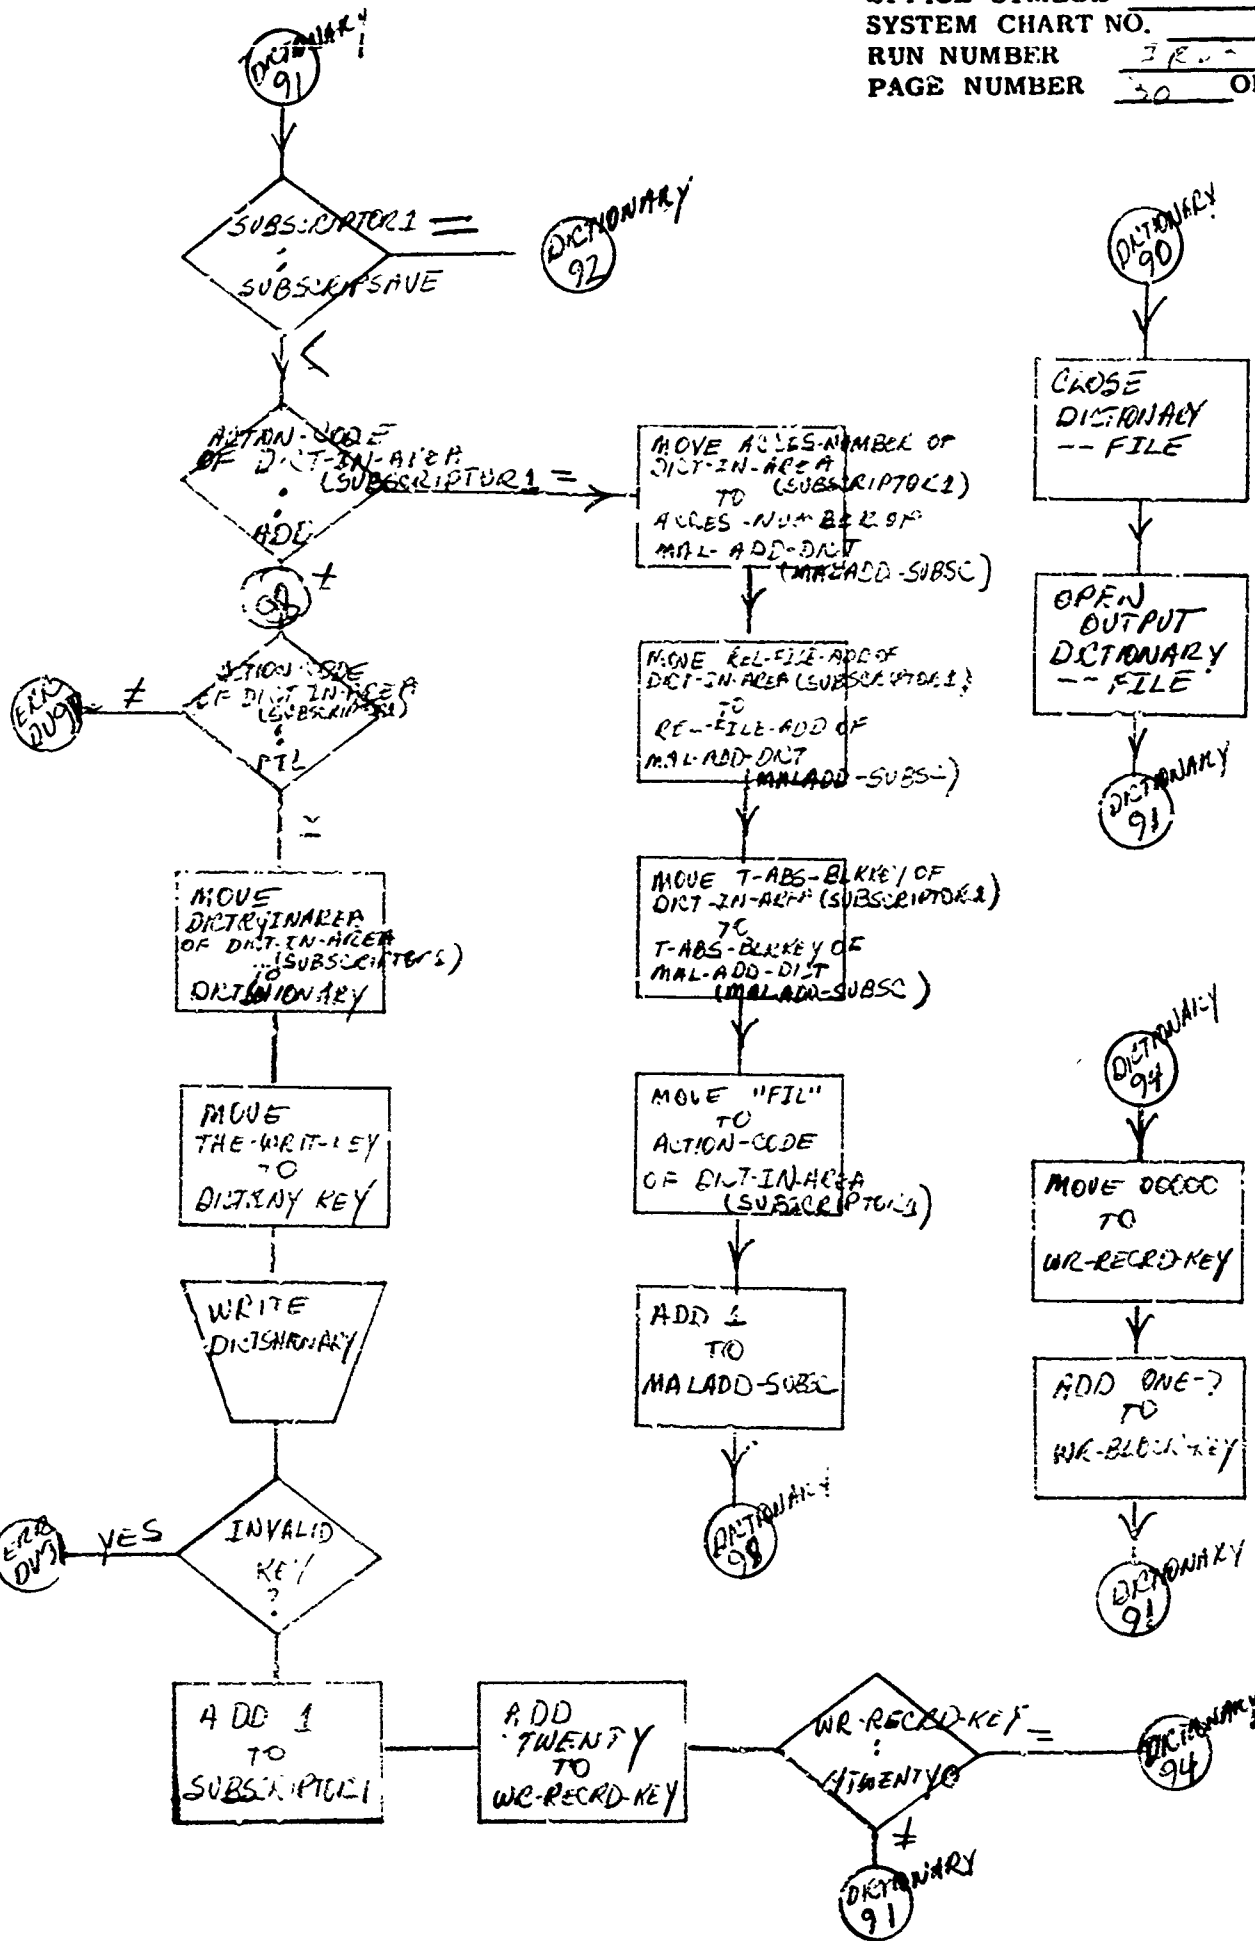 SYSTEM CHART NO.
RUN NUMBER
PAGE NUMBER 30
DICTIONARY
91
SUBSCRIPTOR1 =
:
SUBSCRIPSAVE
DICTIONARY
92
<
ACTION-CODE
OF DICT-IN-AREA
(SUBSCRIPTOR1 =
:
ADD
≠
98
ACTION-CODE
OF DICT-IN-AREA
(SUBSCRIPTOR1)
:
≠
ERR
=
MOVE
DICTRYINAREA
OF DICT-IN-AREA
(SUBSCRIPTOR1)
TO
DICTSHIONARY
MOVE
THE-WRIT-KEY
TO
KEY
WRITE
DICTSHIONARY
INVALID
KEY
?
YES
ERR
ADD 1
TO
SUBSCRIPTOR1
ADD
TWENTY
TO
WR-RECRD-KEY
WR-RECRD-KEY =
:
DICTIONARY
94
≠
DICTIONARY
91
MOVE ACCES-NUMBER OF
DICT-IN-AREA
(SUBSCRIPTOR1)
TO
ACCES-NUMBER OF
MAL-ADD-DICT
(MALADD-SUBSC)
MOVE REL-FILE-ADD OF
DICT-IN-AREA (SUBSCRIPTOR1)
TO
REL-FILE-ADD OF
MAL-ADD-DICT
(MALADD-SUBSC)
MOVE T-ABS-BLKKEY OF
DICT-IN-AREA (SUBSCRIPTOR1)
TO
T-ABS-BLKKEY OF
MAL-ADD-DICT
(MALADD-SUBSC)
MOVE "FIL"
TO
ACTION-CODE
OF DICT-IN-AREA
(SUBSCRIPTOR1)
ADD 1
TO
MALADD-SUBSC
DICTIONARY
98
DICTIONARY
90
CLOSE
DICTIONARY
-- FILE
OPEN
OUTPUT
DICTIONARY
-- FILE
DICTIONARY
91
DICTIONARY
94
MOVE 00000
TO
WR-RECRD-KEY
ADD
TO
WR-BLOCK-KEY
DICTIONARY
91